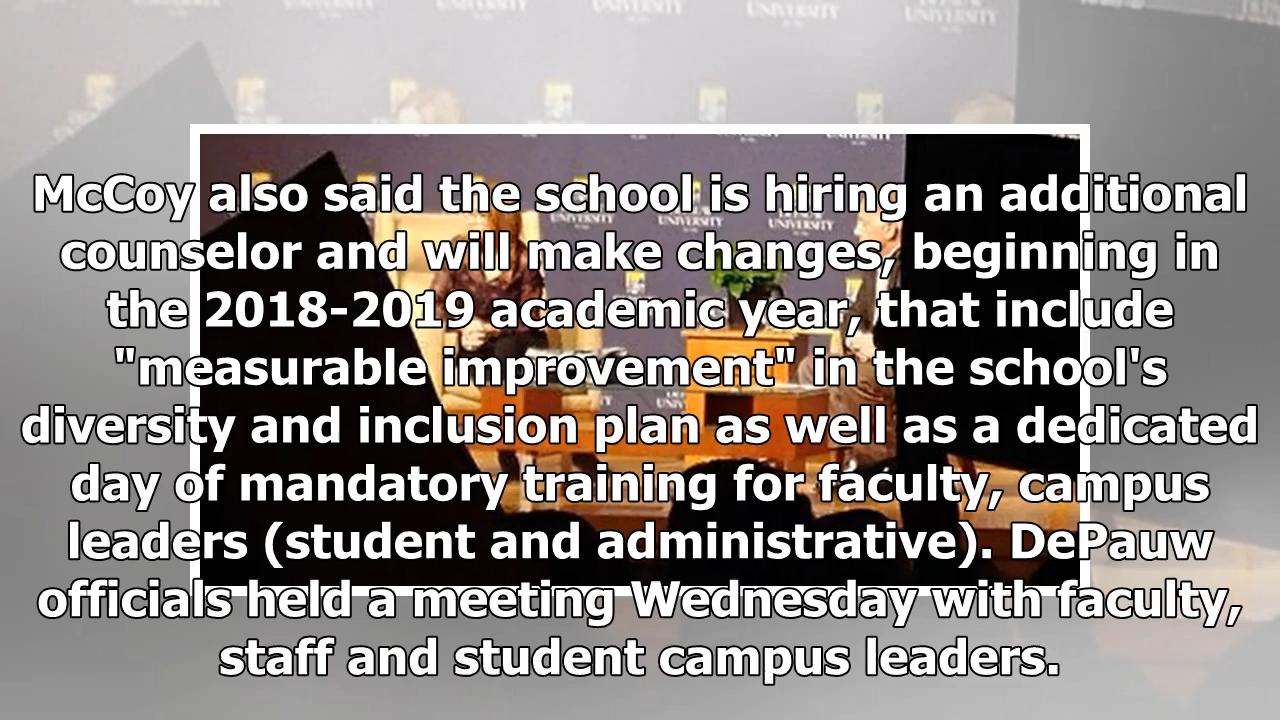 UNIVERSITY
UNIVERSITY
UNIVERSITY
McCoy also said the school is hiring an additional
counselor and will make changes, beginning in
the 2018-2019 academic year, that include
"measurable improvement" in the school's
diversity and inclusion plan as well as a dedicated
day of mandatory training for faculty, campus
leaders (student and administrative). DePauw
officials held a meeting Wednesday with faculty,
staff and student campus leaders.